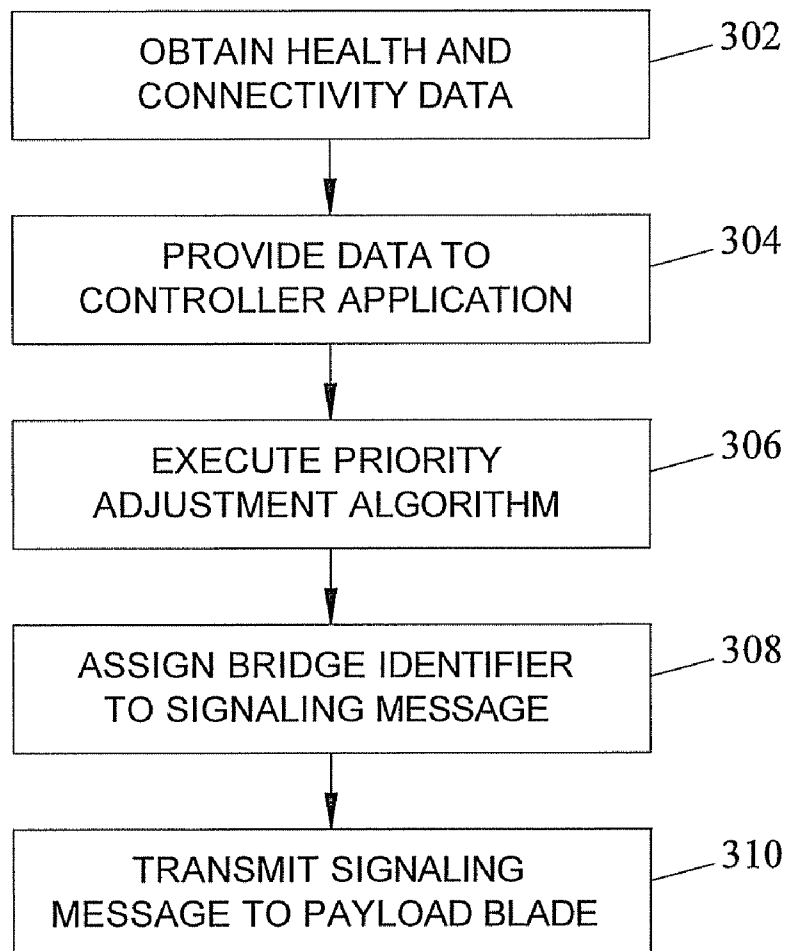 OBTAIN HEALTH AND
CONNECTIVITY DATA
302
PROVIDE DATA TO
CONTROLLER APPLICATION
304
EXECUTE PRIORITY
ADJUSTMENT ALGORITHM
306
ASSIGN BRIDGE IDENTIFIER
TO SIGNALING MESSAGE
308
TRANSMIT SIGNALING
MESSAGE TO PAYLOAD BLADE
310